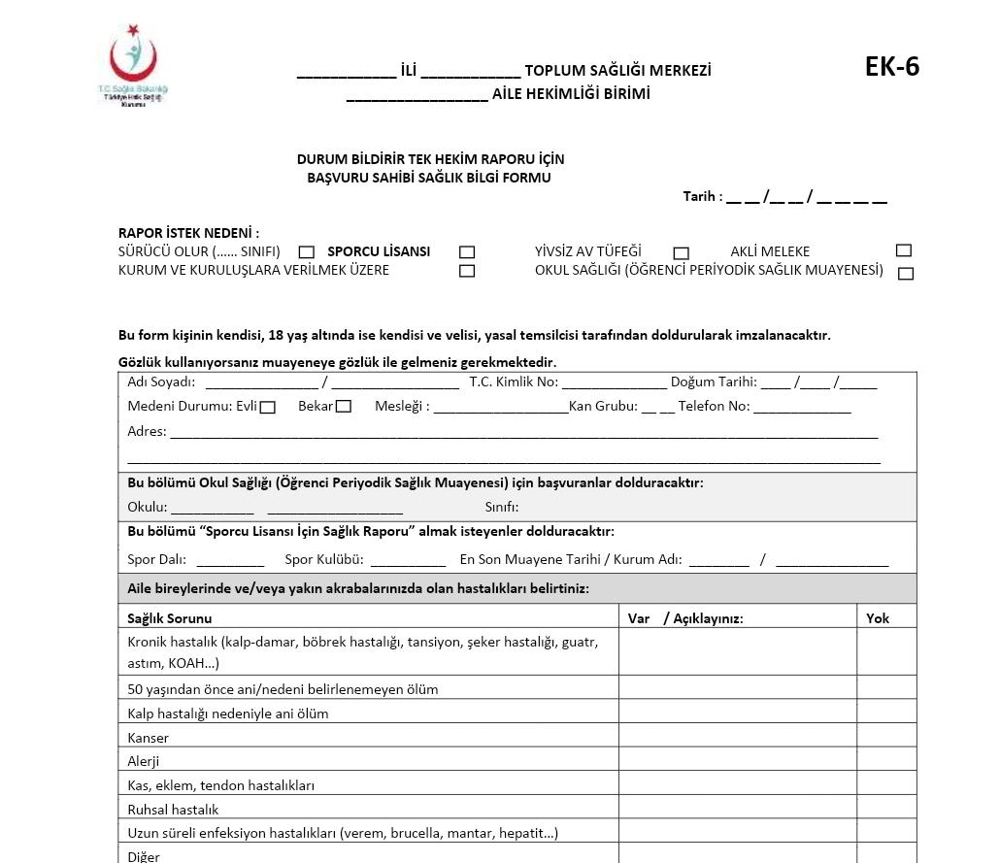 T.C. Sağlık Bakanlığı
Türkiye Halk Sağlığı
Kurumu
____________ İLİ ____________ TOPLUM SAĞLIĞI MERKEZİ
EK-6
_________________ AİLE HEKİMLİĞİ BİRİMİ
DURUM BİLDİRİR TEK HEKİM RAPORU İÇİN
BAŞVURU SAHİBİ SAĞLIK BİLGİ FORMU
Tarih : __ __ /__ __ / __ __ __ __
RAPOR İSTEK NEDENİ :
SÜRÜCÜ OLUR (...... SINIFI) SPORCU LİSANSI YİVSİZ AV TÜFEĞİ AKLİ MELEKE
KURUM VE KURULUŞLARA VERİLMEK ÜZERE OKUL SAĞLIĞI (ÖĞRENCİ PERİYODİK SAĞLIK MUAYENESİ)
Bu form kişinin kendisi, 18 yaş altında ise kendisi ve velisi, yasal temsilcisi tarafından doldurularak imzalanacaktır.
Gözlük kullanıyorsanız muayeneye gözlük ile gelmeniz gerekmektedir.
Adı Soyadı: _______________ / _________________ T.C. Kimlik No: ______________ Doğum Tarihi: ____ /____ /_____
Medeni Durumu: Evli Bekar Mesleği : __________________Kan Grubu: __ __ Telefon No: _____________
Adres: ______________________________________________
______________________________________________
Bu bölümü Okul Sağlığı (Öğrenci Periyodik Sağlık Muayenesi) için başvuranlar dolduracaktır:
Okulu: ___________ __________________ Sınıfı:
Bu bölümü “Sporcu Lisansı İçin Sağlık Raporu” almak isteyenler dolduracaktır:
Spor Dalı: _________ Spor Kulübü: __________ En Son Muayene Tarihi / Kurum Adı: ________ / _______________
Aile bireylerinde ve/veya yakın akrabalarınızda olan hastalıkları belirtiniz:
Sağlık Sorunu Var / Açıklayınız: Yok
Kronik hastalık (kalp-damar, böbrek hastalığı, tansiyon, şeker hastalığı, guatr,
astım, KOAH…)
50 yaşından önce ani/nedeni belirlenemeyen ölüm
Kalp hastalığı nedeniyle ani ölüm
Kanser
Alerji
Kas, eklem, tendon hastalıkları
Ruhsal hastalık
Uzun süreli enfeksiyon hastalıkları (verem, brucella, mantar, hepatit…)
Diğer